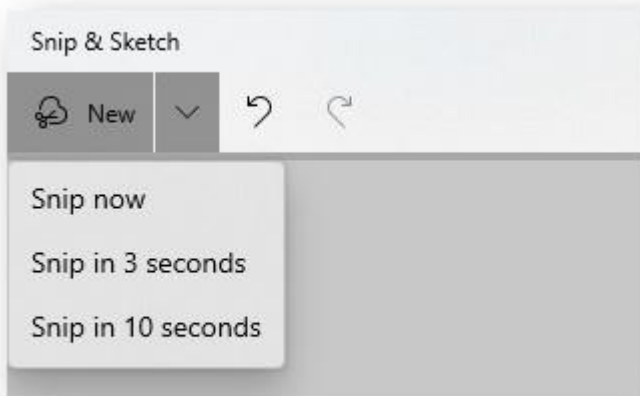 Snip & Sketch
New
Snip now
Snip in 3 seconds
Snip in 10 seconds